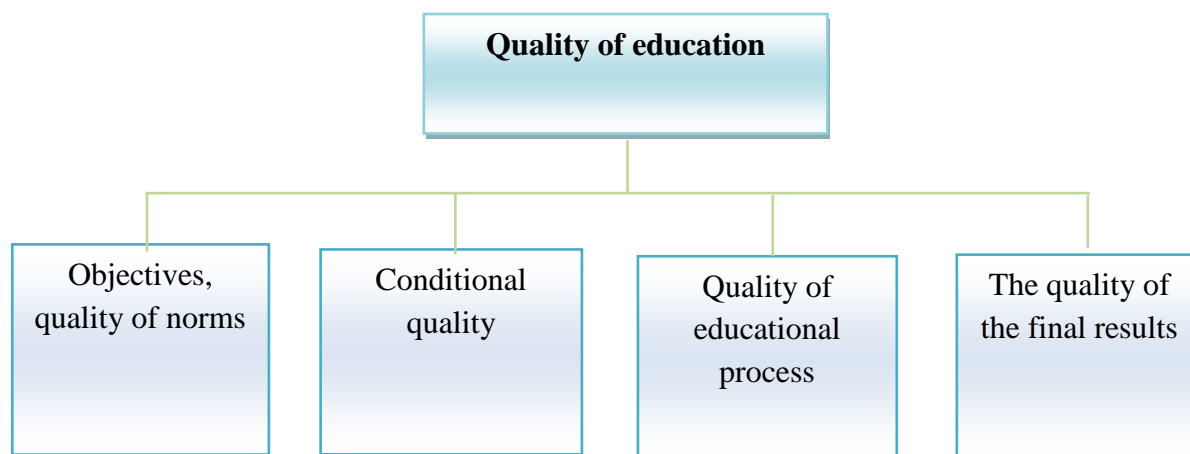 Quality of education
Objectives,
quality of norms
Conditional
quality
Quality of
educational
process
The quality of
the final results